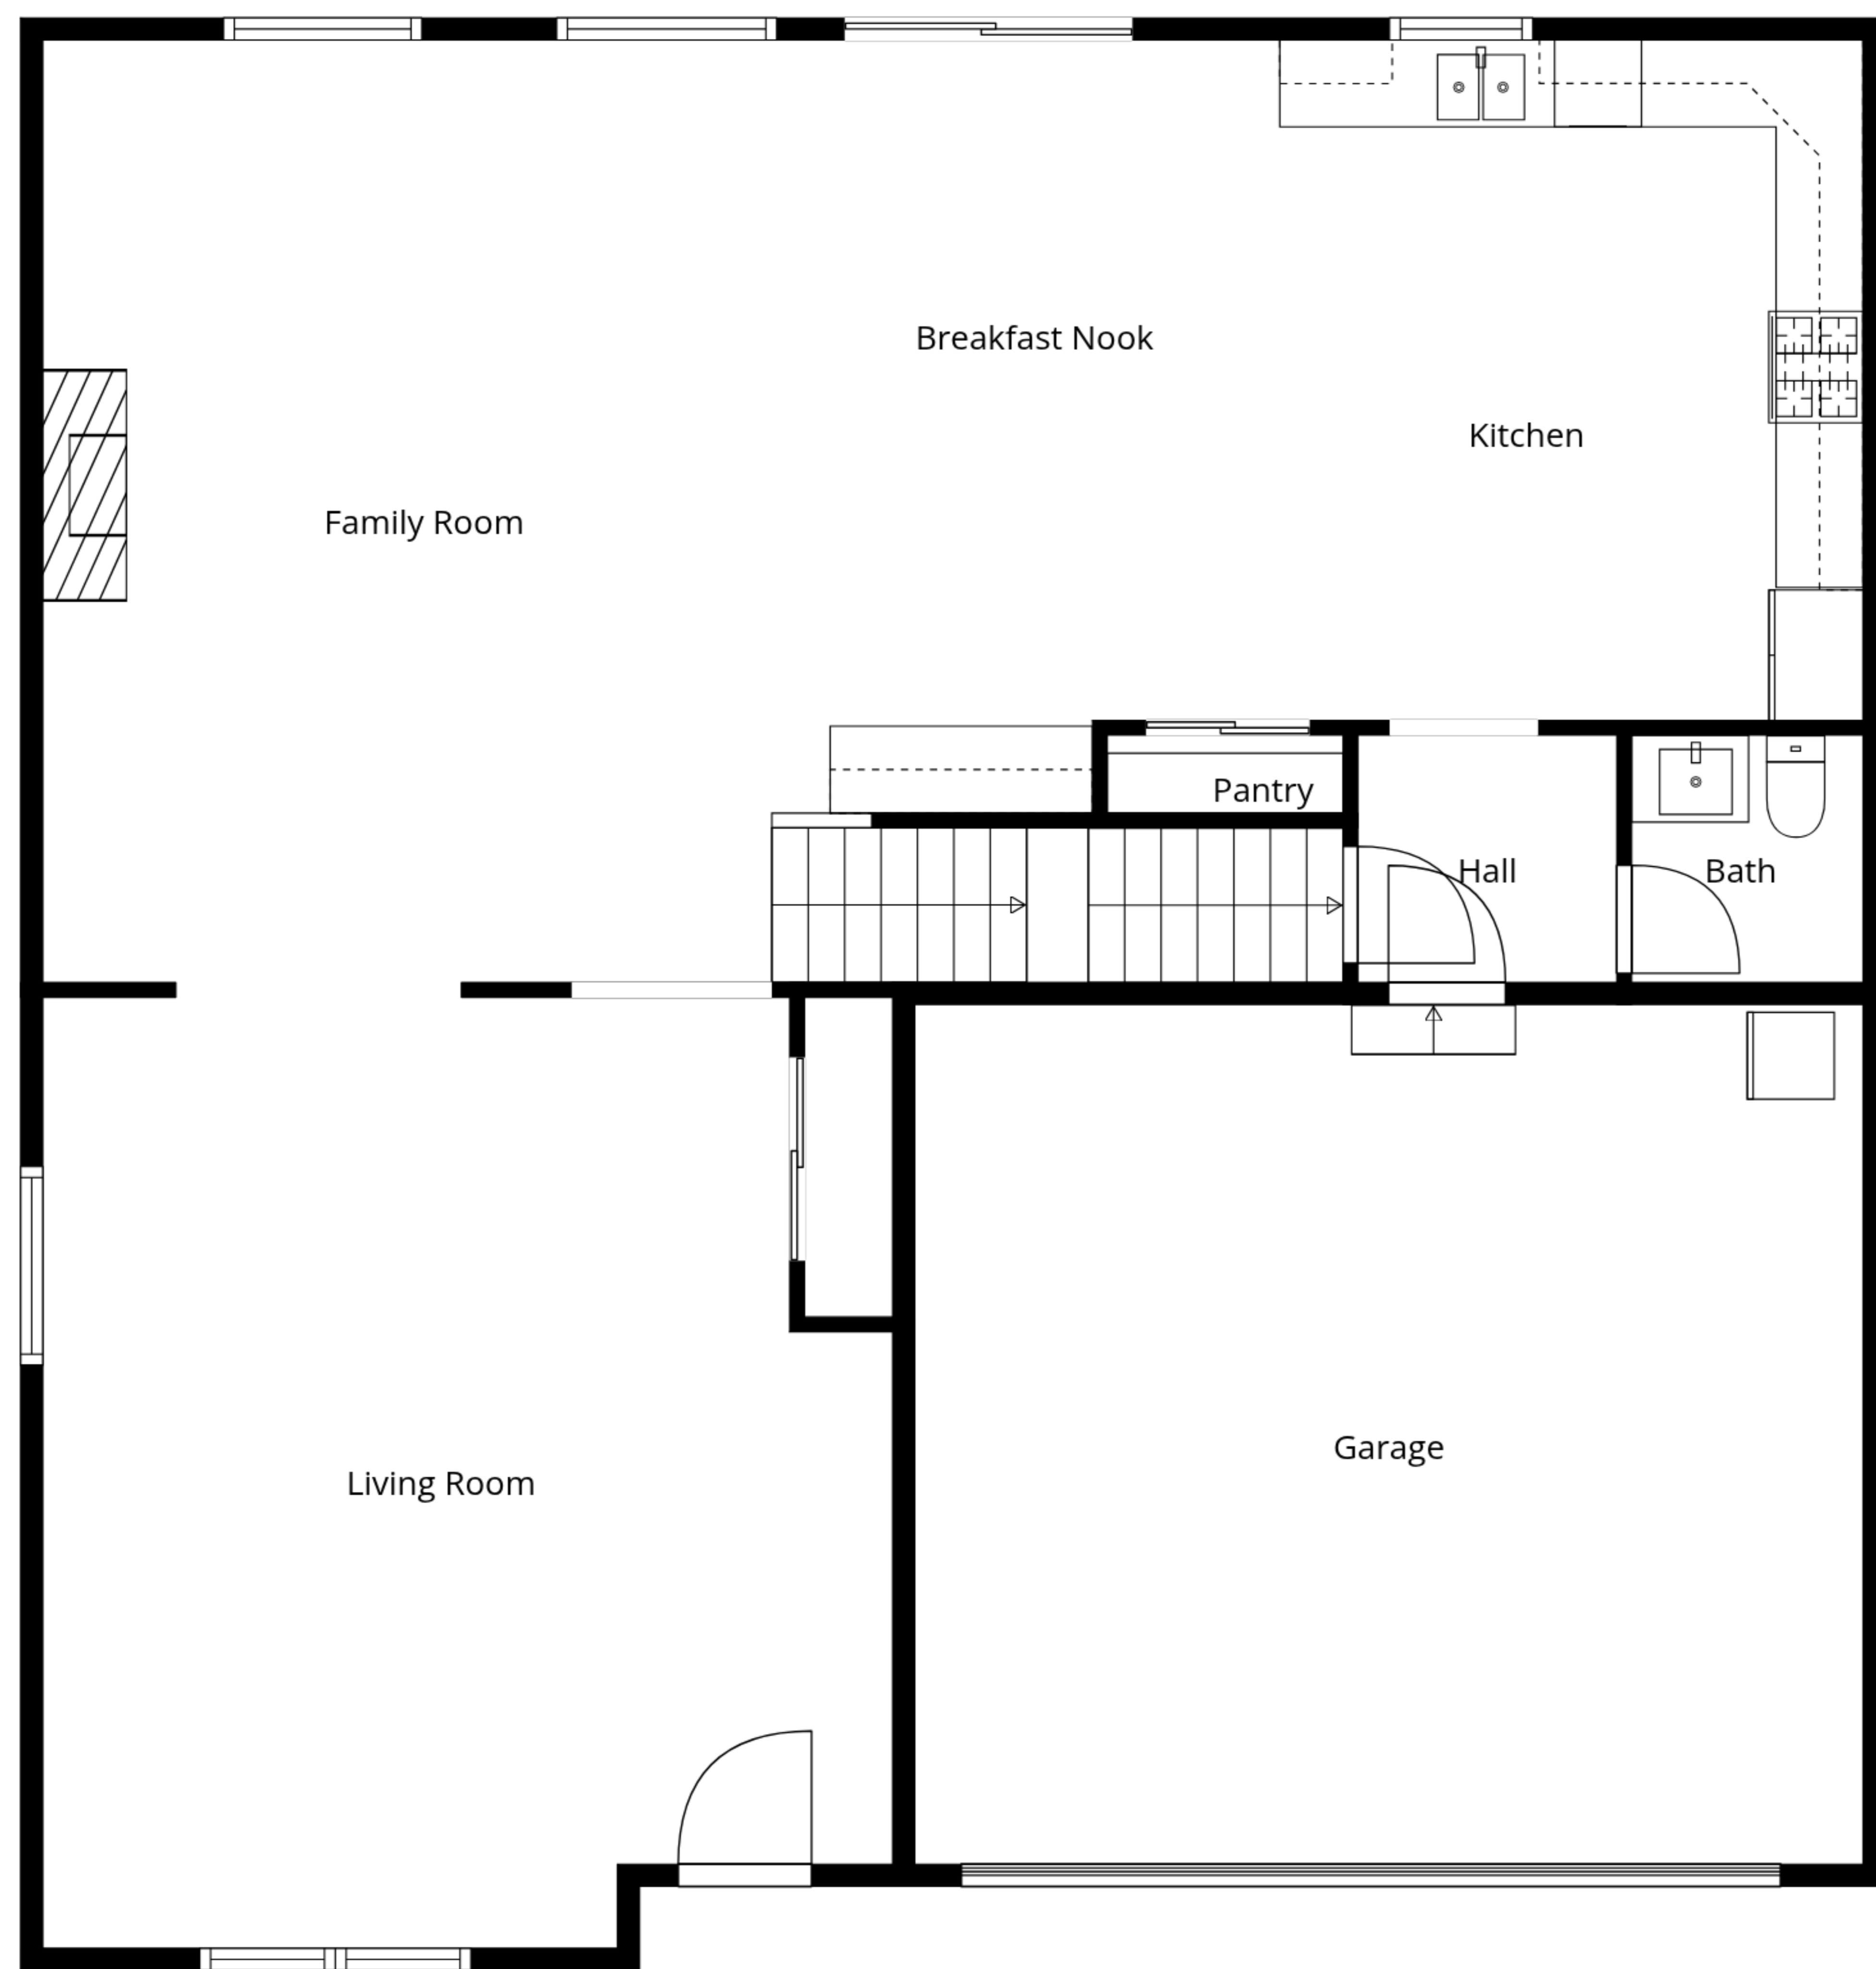 Breakfast Nook
Kitchen
Family Room
Pantry
Hall
Bath
Garage
Living Room